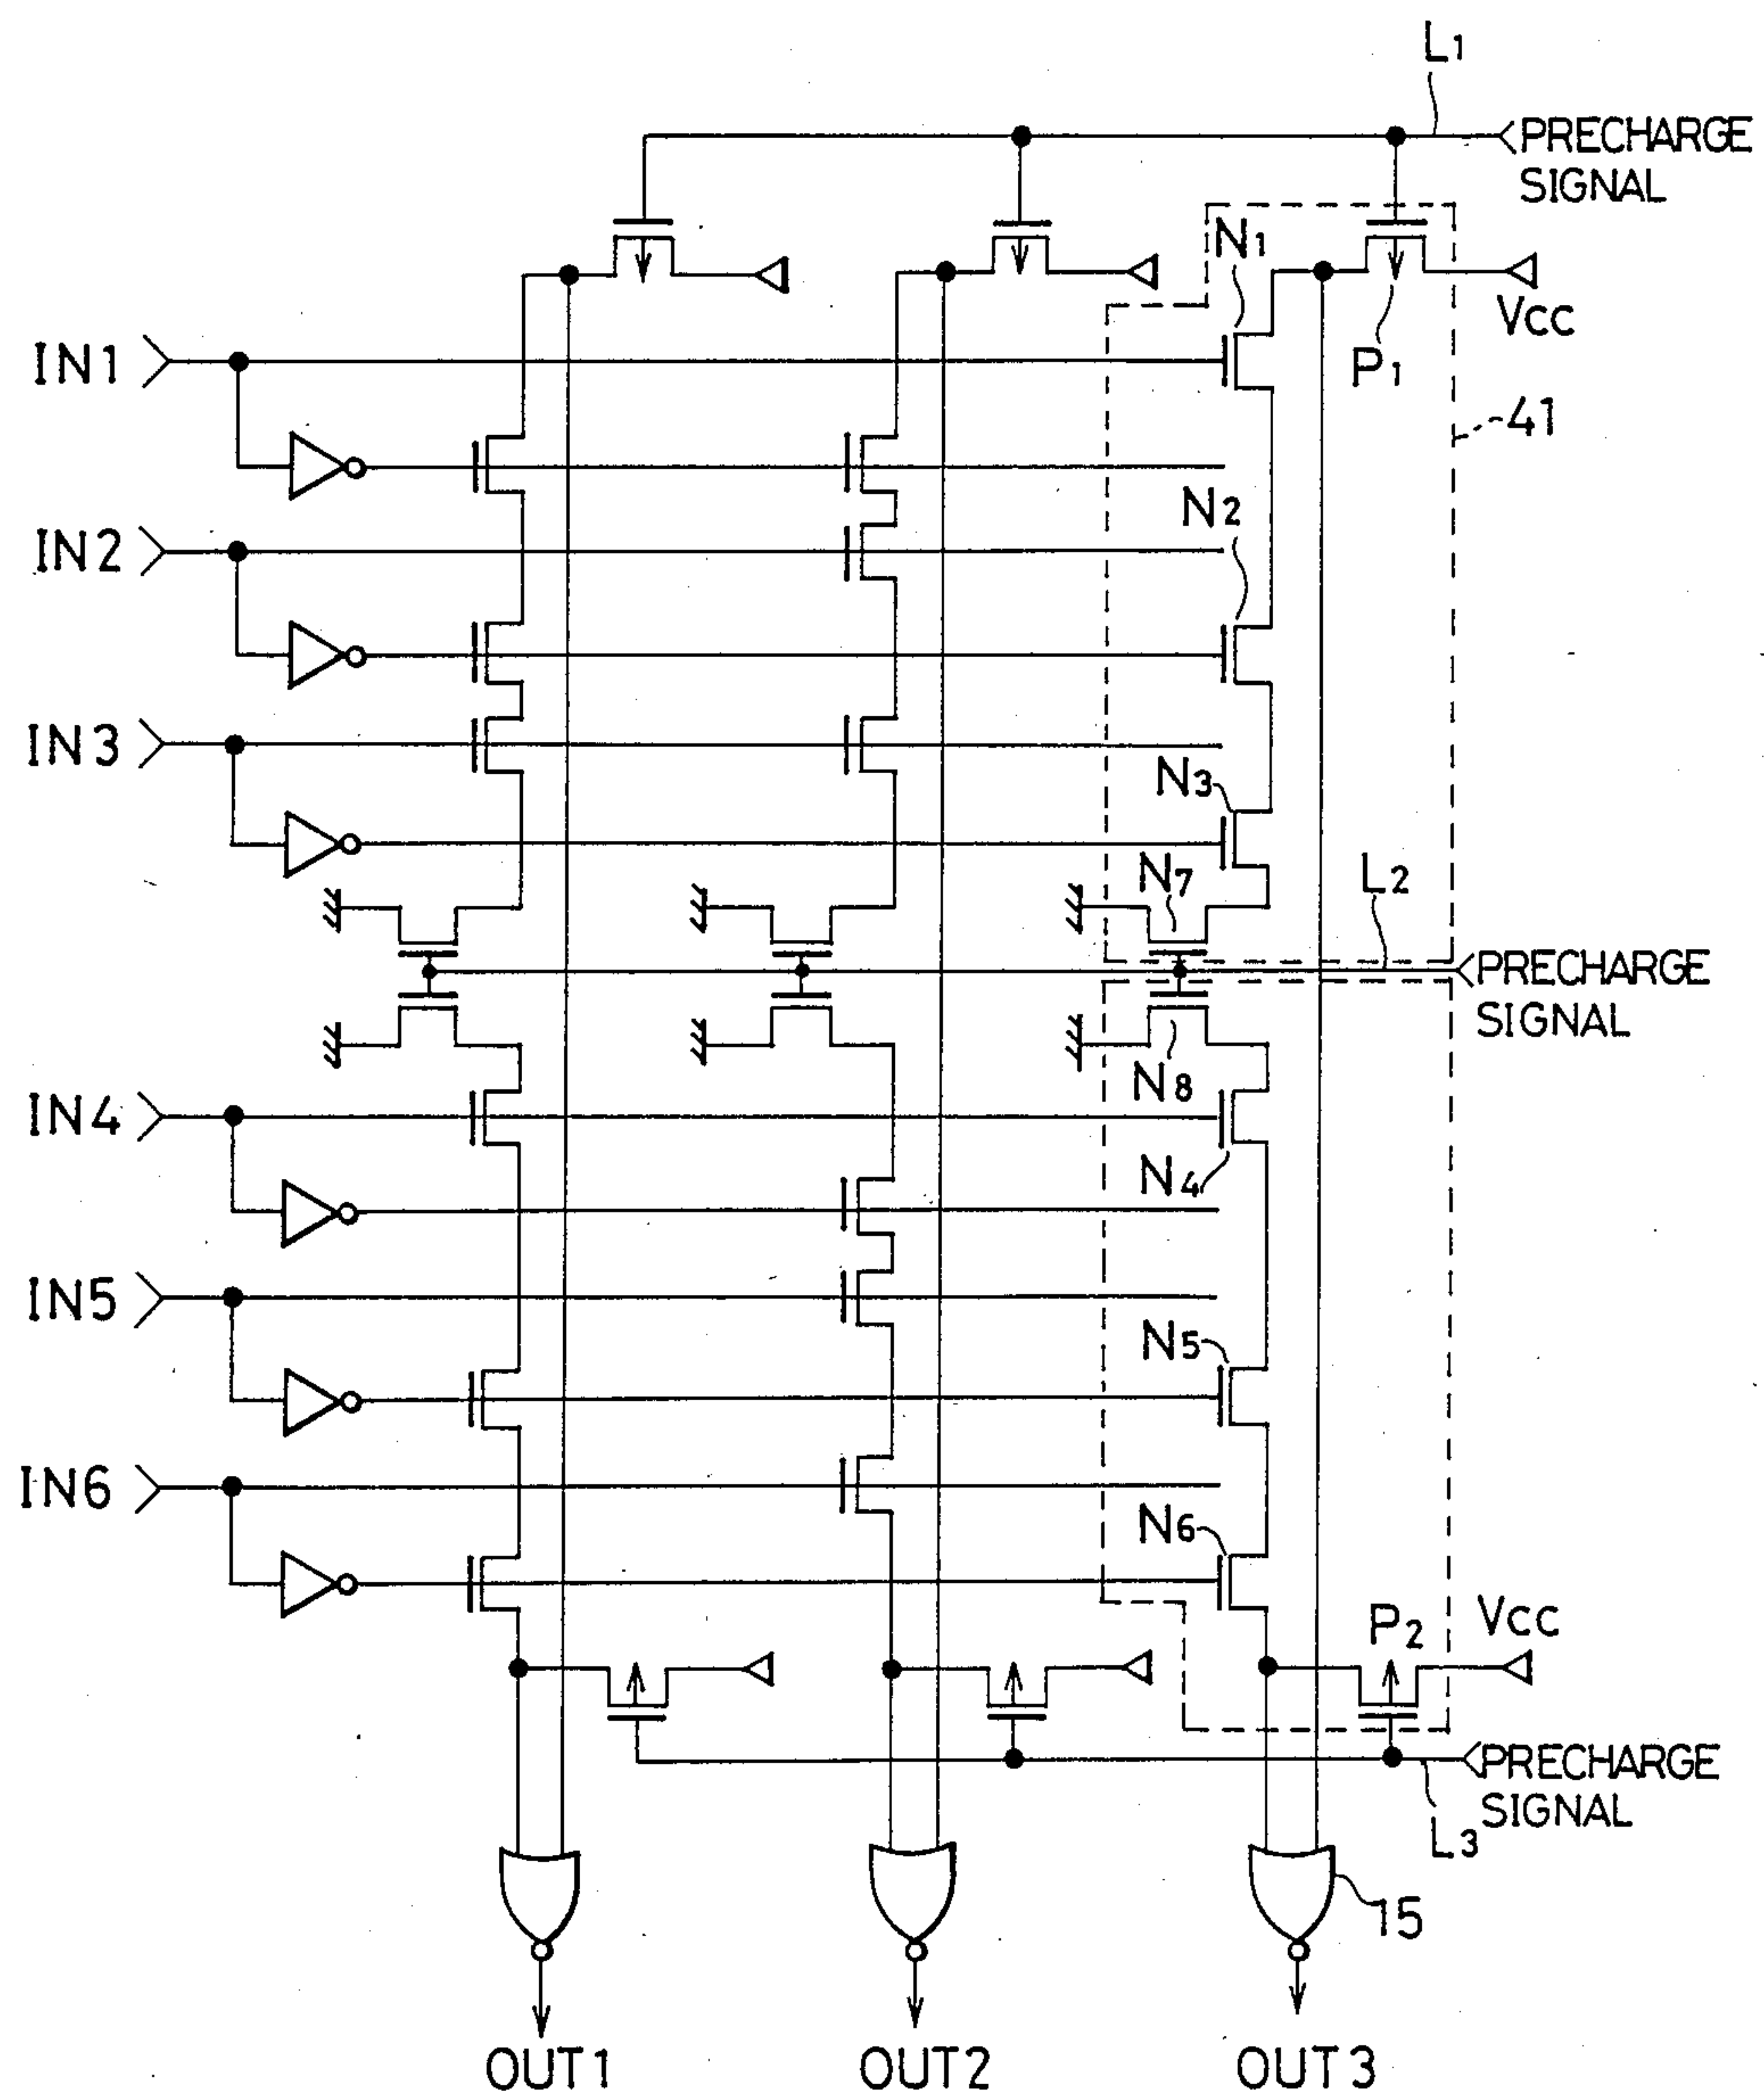 L1
PRECHARGE
SIGNAL
N1
Vcc
P1
IN1
41
N2
IN2
IN3
N3
N7
L2
PRECHARGE
SIGNAL
N8
IN4
N4
IN5
N5
IN6
N6
P2
Vcc
PRECHARGE
SIGNAL
L3
15
OUT1
OUT2
OUT3